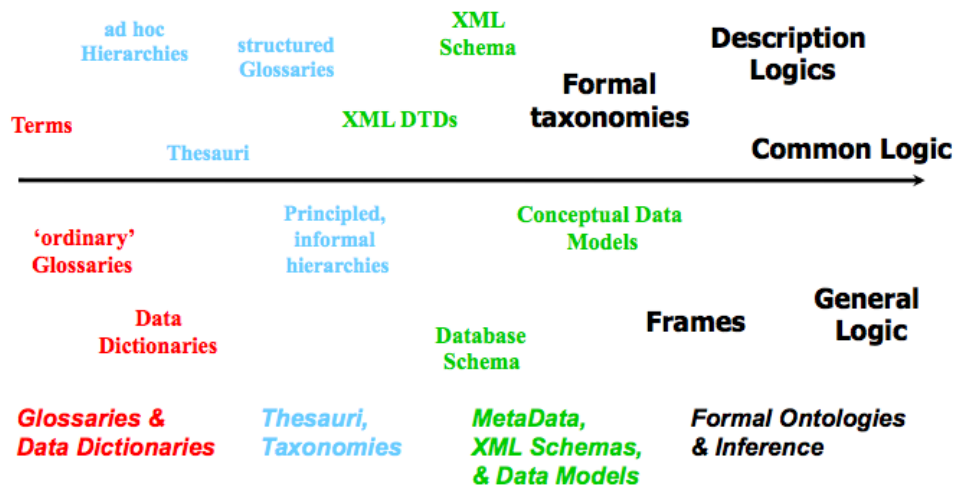 ad hoc
Hierarchies
structured
Glossaries
XML
Schema
Description
Logics
Formal
taxonomies
Terms
XML DTDs
Thesauri
Common Logic
‘ordinary’
Glossaries
Principled,
informal
hierarchies
Conceptual Data
Models
Data
Dictionaries
Database
Schema
Frames
General
Logic
Glossaries &
Data Dictionaries
Thesauri,
Taxonomies
MetaData,
XML Schemas,
& Data Models
Formal Ontologies
& Inference